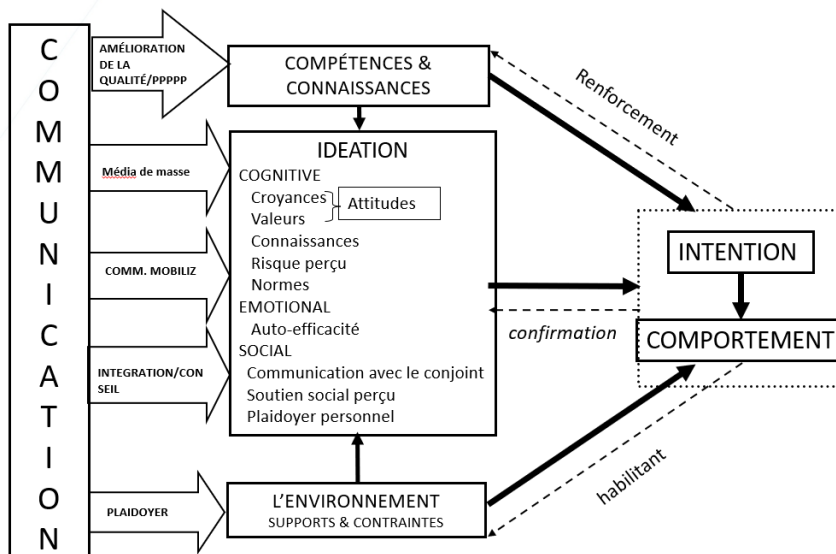 COMMUNICATION
AMÉLIORATION
DE LA
QUALITÉ/PPPPP
Média de masse
COMM. MOBILIZ
INTEGRATION/CON
SEIL
PLAIDOYER
COMPÉTENCES &
CONNAISSANCES
IDEATION
COGNITIVE
Croyances
Valeurs
Attitudes
Connaissances
Risque perçu
Normes
EMOTIONAL
Auto-efficacité
SOCIAL
Communication avec le conjoint
Soutien social perçu
Plaidoyer personnel
L'ENVIRONNEMENT
SUPPORTS & CONTRAINTES
Renforcement
confirmation
habilitant
INTENTION
COMPORTEMENT